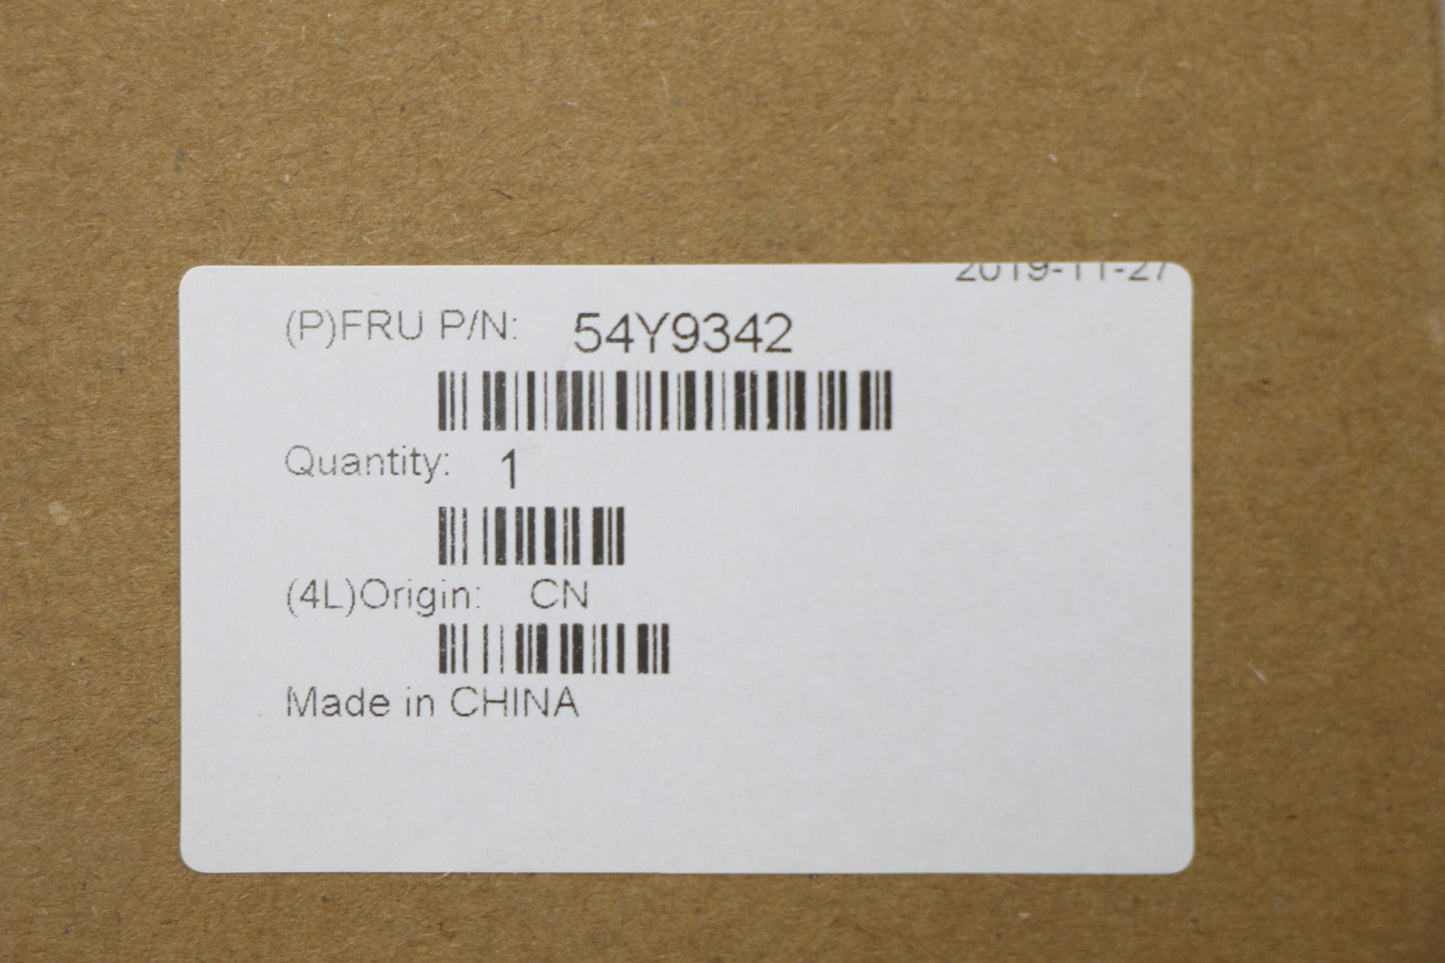 2019-11-27
(P)FRU P/N: 54Y9342
Quantity: 1
(4L)Origin: CN
Made in CHINA